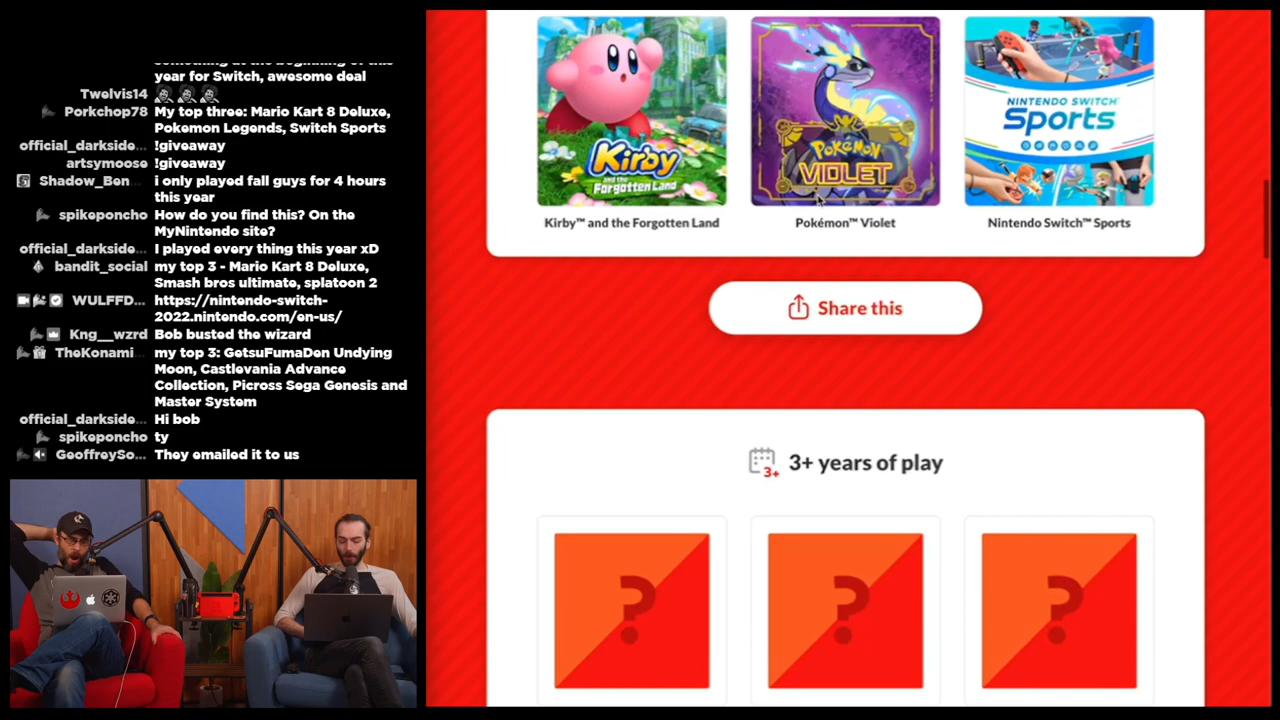 something at the beginning of this
year for Switch, awesome deal
Twelvis14
Porkchop78 My top three: Mario Kart 8 Deluxe,
Pokemon Legends, Switch Sports
official_darkside... !giveaway
artsymoose !giveaway
Shadow_Ben... i only played fall guys for 4 hours
this year
spikeponcho How do you find this? On the
MyNintendo site?
official_darkside... I played every thing this year xD
bandit_social my top 3 - Mario Kart 8 Deluxe,
Smash bros ultimate, splatoon 2
WULFFD... https://nintendo-switch-
2022.nintendo.com/en-us/
Kng__wzrd Bob busted the wizard
TheKonami... my top 3: GetsuFumaDen Undying
Moon, Castlevania Advance
Collection, Picross Sega Genesis and
Master System
official_darkside... Hi bob
spikeponcho ty
GeoffreySo... They emailed it to us
Kirby
and the
Forgotten Land
Pokémon
VIOLET
NINTENDO SWITCH
Sports
Kirby™ and the Forgotten Land
Pokémon™ Violet
Nintendo Switch™ Sports
Share this
3+
3+ years of play
?
?
?